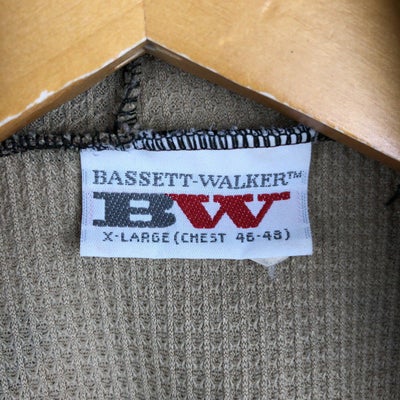 BASSETT-WALKER™
BW
X-LARGE (CHEST 46-48)